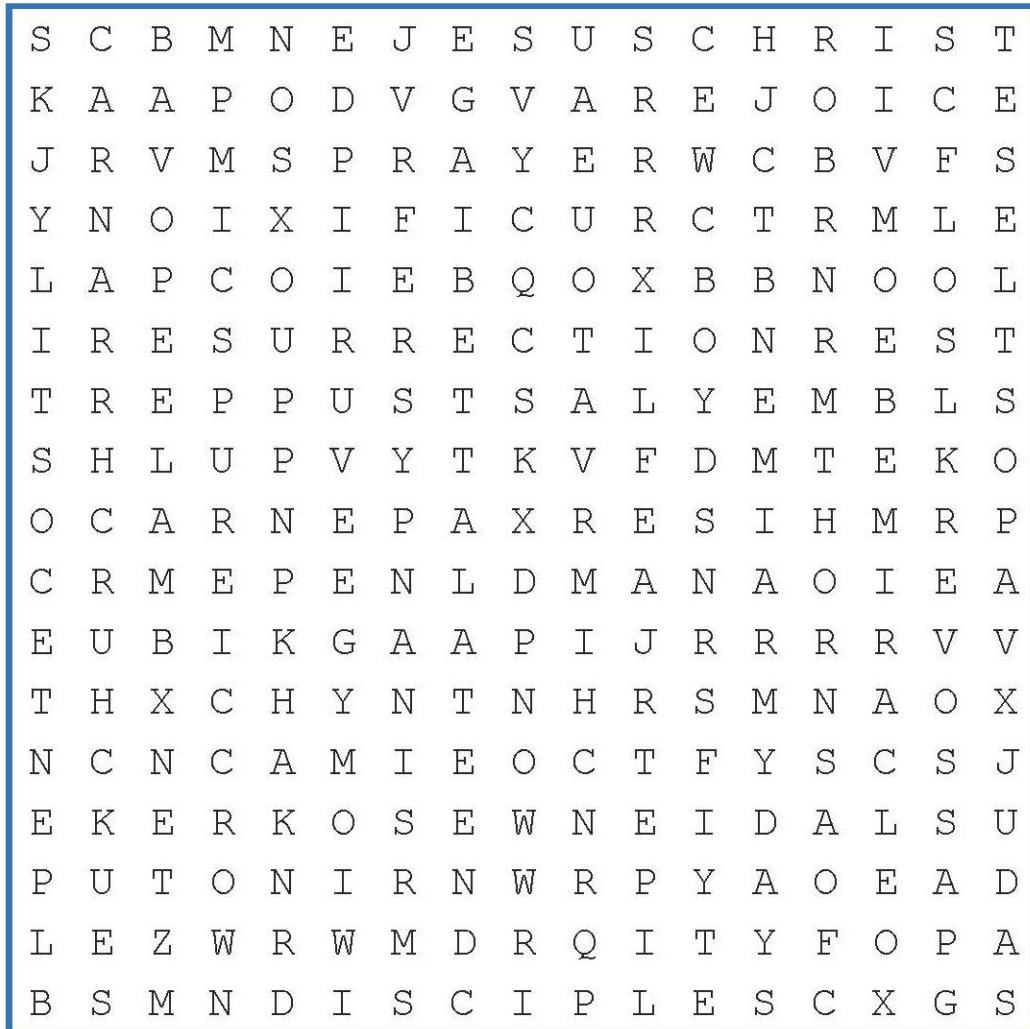 S C B M N E J E S U S C H R I S T
K A A P O D V G V A R E J O I C E
J R V M S P R A Y E R W C B V F S
Y N O I X I F I C U R C T R M L E
L A P C O I E B Q O X B B N O O L
I R E S U R R E C T I O N R E S T
T R E P P U S T S A L Y E M B L S
S H L U P V Y T K V F D M T E K O
O C A R N E P A X R E S I H M R P
C R M E P E N L D M A N A O I E A
E U B I K G A A P I J R R R R V V
T H X C H Y N T N H R S M N A O X
N C N C A M I E O C T F Y S C S J
E K E R K O S E W N E I D A L S U
P U T O N I R N W R P Y A O E A D
L E Z W R W M D R Q I T Y F O P A
B S M N D I S C I P L E S C X G S